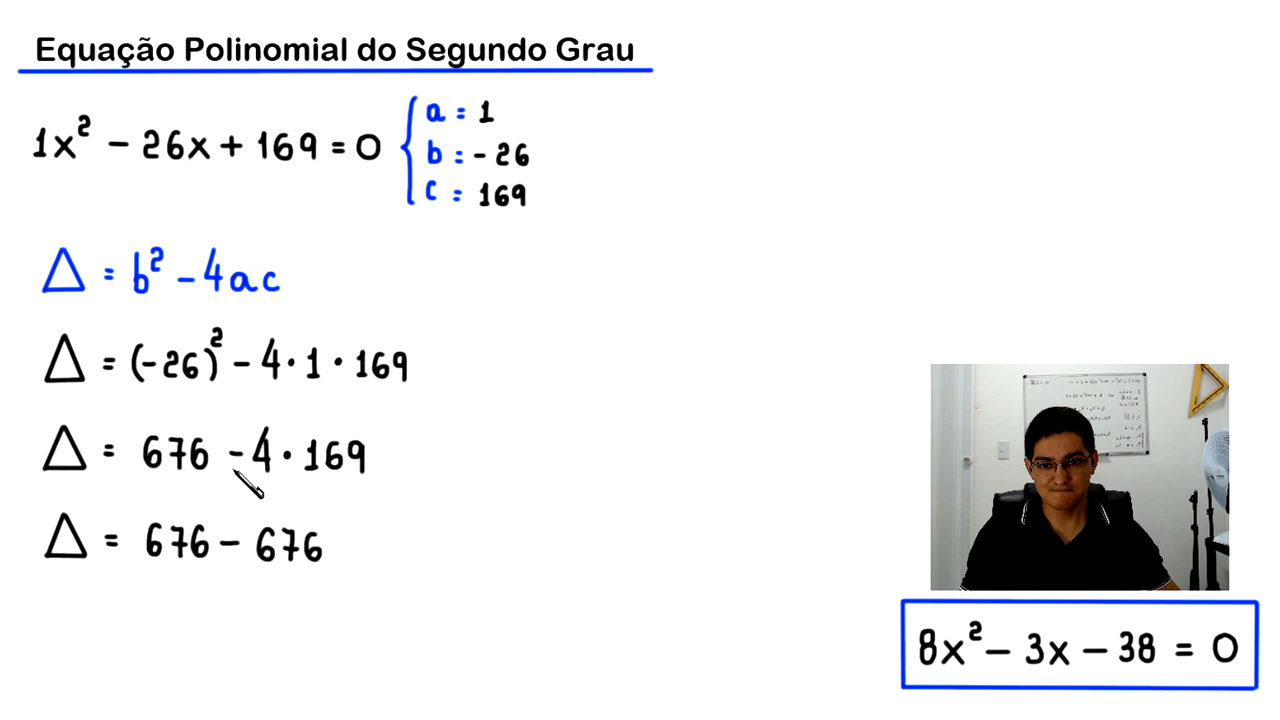 Equação Polinomial do Segundo Grau
1x² - 26x + 169 = 0
a = 1
b = - 26
c = 169
Δ = b² - 4ac
Δ = (-26)² - 4 · 1 · 169
Δ = 676 - 4 · 169
Δ = 676 - 676
8x² - 3x - 38 = 0